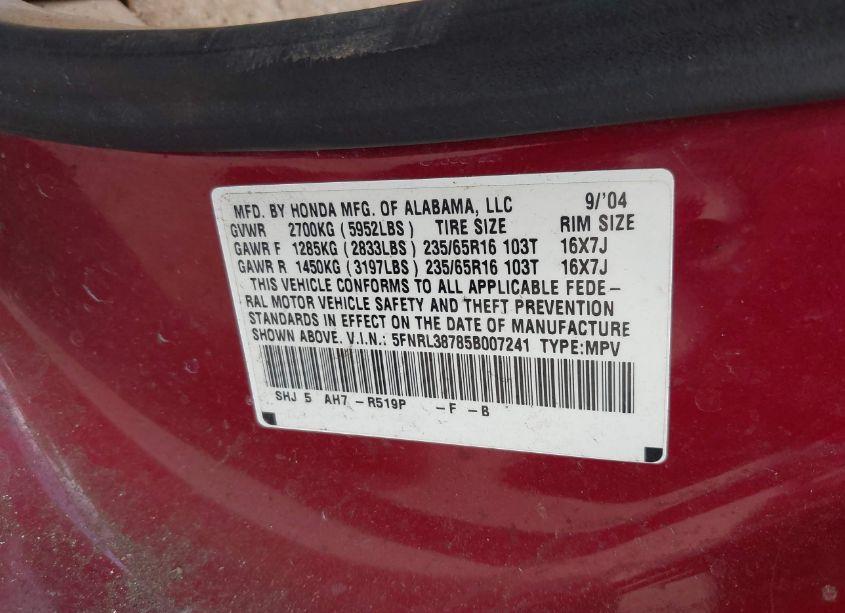 MFD. BY HONDA MFG. OF ALABAMA, LLC 9/'04
GVWR 2700KG (5952LBS) TIRE SIZE RIM SIZE
GAWR F 1285KG (2833LBS) 235/65R16 103T 16X7J
GAWR R 1450KG (3197LBS) 235/65R16 103T 16X7J
THIS VEHICLE CONFORMS TO ALL APPLICABLE FEDE-
RAL MOTOR VEHICLE SAFETY AND THEFT PREVENTION
STANDARDS IN EFFECT ON THE DATE OF MANUFACTURE
SHOWN ABOVE. V.I.N.: 5FNRL38785B007241 TYPE:MPV
SHJ 5 AH7 -R519P -F -B